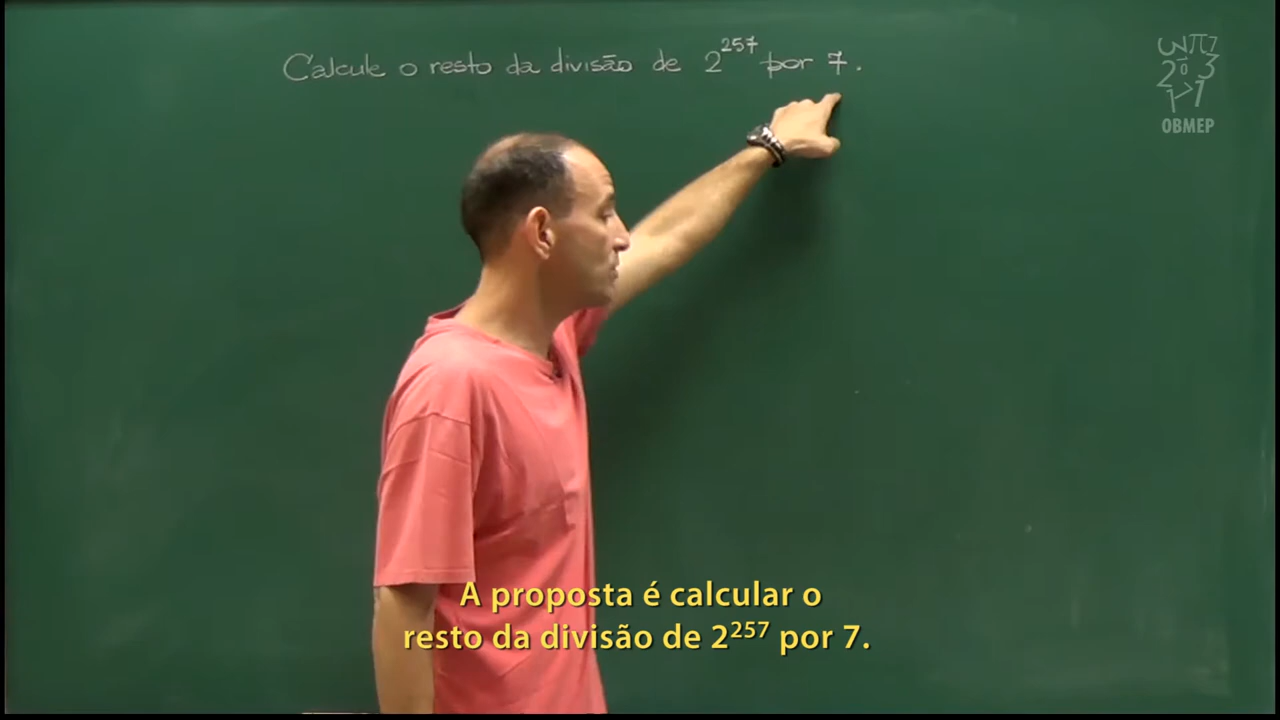 Calcule o resto da divisão de 2²⁵⁷ por 7.
OBMEP
A proposta é calcular o
resto da divisão de 2²⁵⁷ por 7.